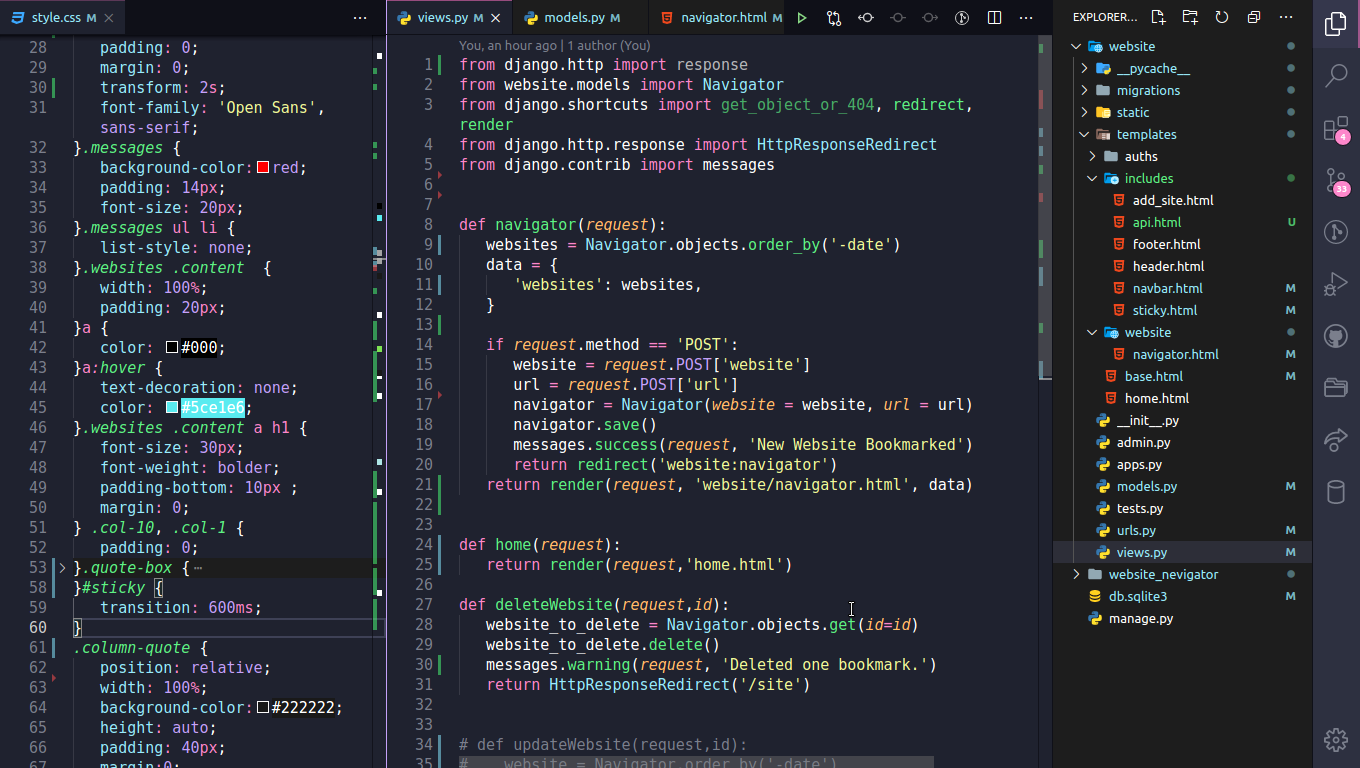 style.css M ×
···
28 padding: 0;
29 margin: 0;
30 transform: 2s;
31 font-family: 'Open Sans',
sans-serif;
32 }.messages {
33 background-color: red;
34 padding: 14px;
35 font-size: 20px;
36 }.messages ul li {
37 list-style: none;
38 }.websites .content  {
39 width: 100%;
40 padding: 20px;
41 }a {
42 color: #000;
43 }a:hover {
44 text-decoration: none;
45 color: #5ce1e6;
46 }.websites .content a h1 {
47 font-size: 30px;
48 font-weight: bolder;
49 padding-bottom: 10px ;
50 margin: 0;
51 } .col-10, .col-1 {
52 padding: 0;
53 }.quote-box { ···
58 }#sticky {
59 transition: 600ms;
60 }
61 .column-quote {
62 position: relative;
63 width: 100%;
64 background-color: #222222;
65 height: auto;
66 padding: 40px;
67 margin:0;
views.py M ×
models.py M
navigator.html M
···
You, an hour ago | 1 author (You)
1 from django.http import response
2 from website.models import Navigator
3 from django.shortcuts import get_object_or_404, redirect,
render
4 from django.http.response import HttpResponseRedirect
5 from django.contrib import messages
6
7
8 def navigator(request):
9 websites = Navigator.objects.order_by('-date')
10 data = {
11 'websites': websites,
12 }
13
14 if request.method == 'POST':
15 website = request.POST['website']
16 url = request.POST['url']
17 navigator = Navigator(website = website, url = url)
18 navigator.save()
19 messages.success(request, 'New Website Bookmarked')
20 return redirect('website:navigator')
21 return render(request, 'website/navigator.html', data)
22
23
24 def home(request):
25 return render(request,'home.html')
26
27 def deleteWebsite(request,id):
28 website_to_delete = Navigator.objects.get(id=id)
29 website_to_delete.delete()
30 messages.warning(request, 'Deleted one bookmark.')
31 return HttpResponseRedirect('/site')
32
33
34 # def updateWebsite(request,id):
35 # website = Navigator.order_by('-date')
EXPLORER...
···
website
__pycache__
migrations
static
templates
auths
includes
add_site.html
api.html U
footer.html
header.html
navbar.html M
sticky.html M
website
navigator.html M
base.html M
home.html
__init__.py
admin.py
apps.py
models.py M
tests.py
urls.py M
views.py M
website_nevigator
db.sqlite3 M
manage.py
4
33